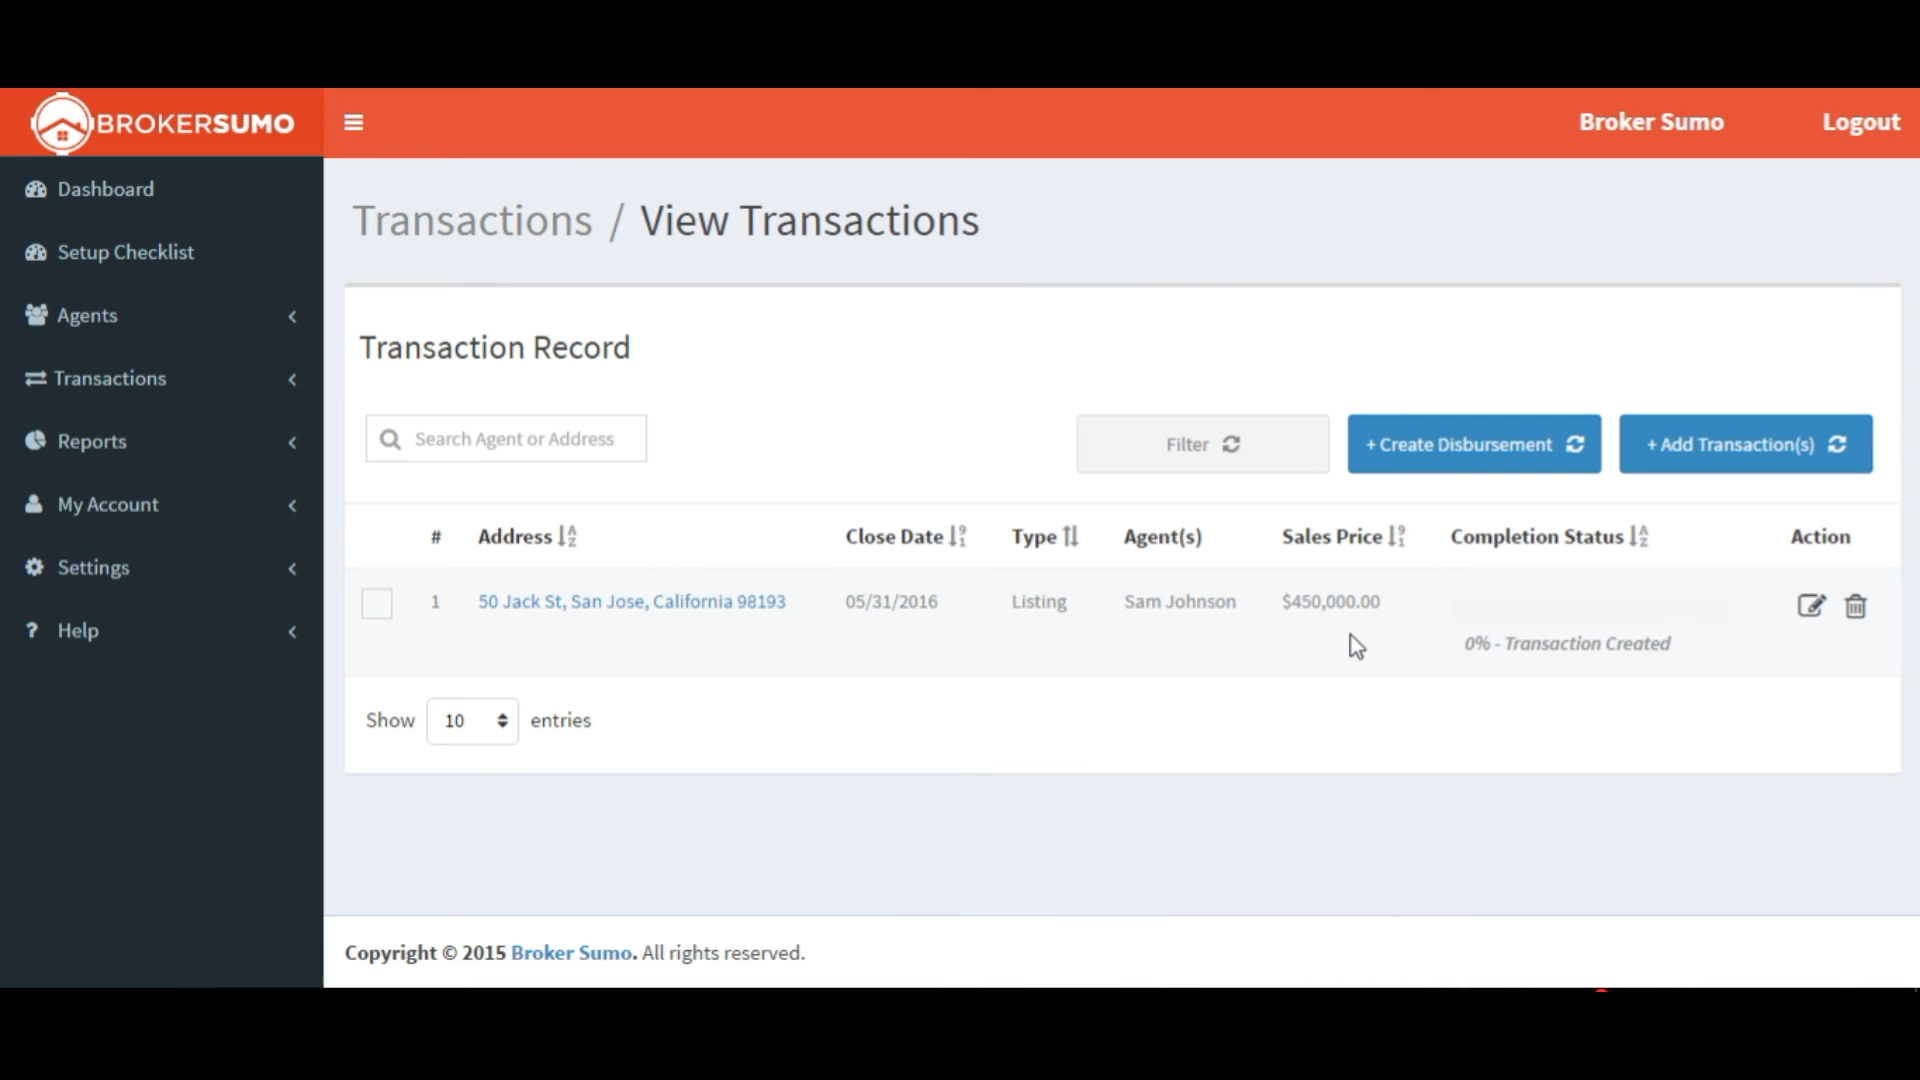 BROKERSUMO
Broker Sumo
Logout
Dashboard
Setup Checklist
Agents
Transactions
Reports
My Account
Settings
Help
Transactions / View Transactions
Transaction Record
Search Agent or Address
Filter
+ Create Disbursement
+ Add Transaction(s)
# Address Close Date Type Agent(s) Sales Price Completion Status Action
1 50 Jack St, San Jose, California 98193 05/31/2016 Listing Sam Johnson $450,000.00
0% - Transaction Created
Show 10 entries
Copyright © 2015 Broker Sumo. All rights reserved.